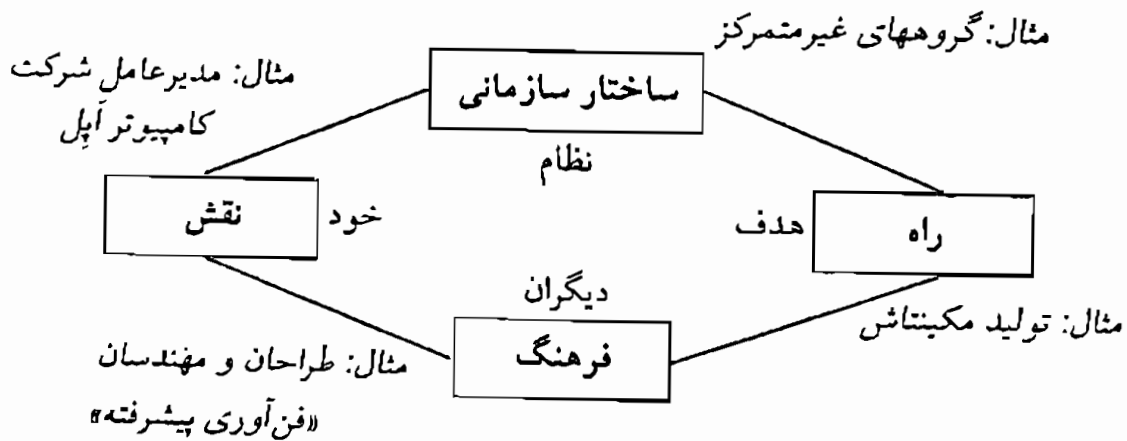 مثال: گروههای غیرمتمرکز
ساختار سازمانی
نظام
مثال: مدیرعامل شرکت
کامپیوتر آپِل
نقش
خود
هدف
راه
دیگران
فرهنگ
مثال: تولید مکینتاش
مثال: طراحان و مهندسان
«فن‌آوری پیشرفته»